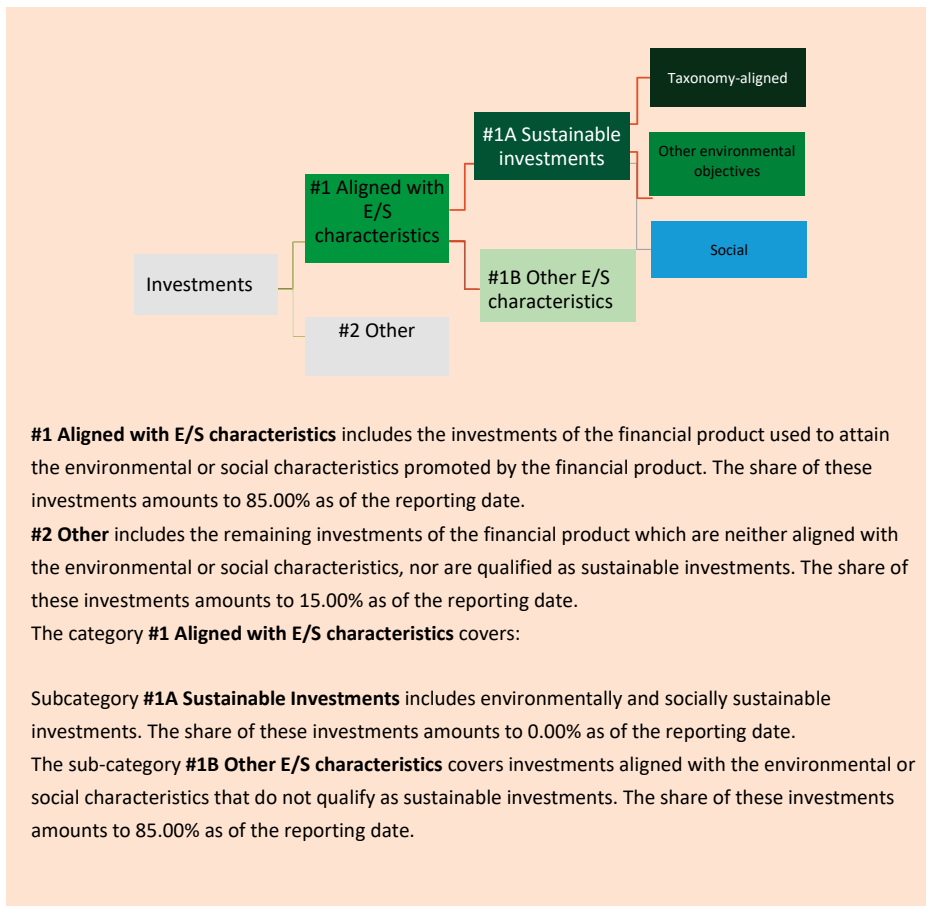 Taxonomy-aligned
#1A Sustainable
investments
Other environmental
objectives
#1 Aligned with
E/S
characteristics
Social
Investments
#1B Other E/S
characteristics
#2 Other
#1 Aligned with E/S characteristics includes the investments of the financial product used to attain
the environmental or social characteristics promoted by the financial product. The share of these
investments amounts to 85.00% as of the reporting date.
#2 Other includes the remaining investments of the financial product which are neither aligned with
the environmental or social characteristics, nor are qualified as sustainable investments. The share of
these investments amounts to 15.00% as of the reporting date.
The category #1 Aligned with E/S characteristics covers:
Subcategory #1A Sustainable Investments includes environmentally and socially sustainable
investments. The share of these investments amounts to 0.00% as of the reporting date.
The sub-category #1B Other E/S characteristics covers investments aligned with the environmental or
social characteristics that do not qualify as sustainable investments. The share of these investments
amounts to 85.00% as of the reporting date.